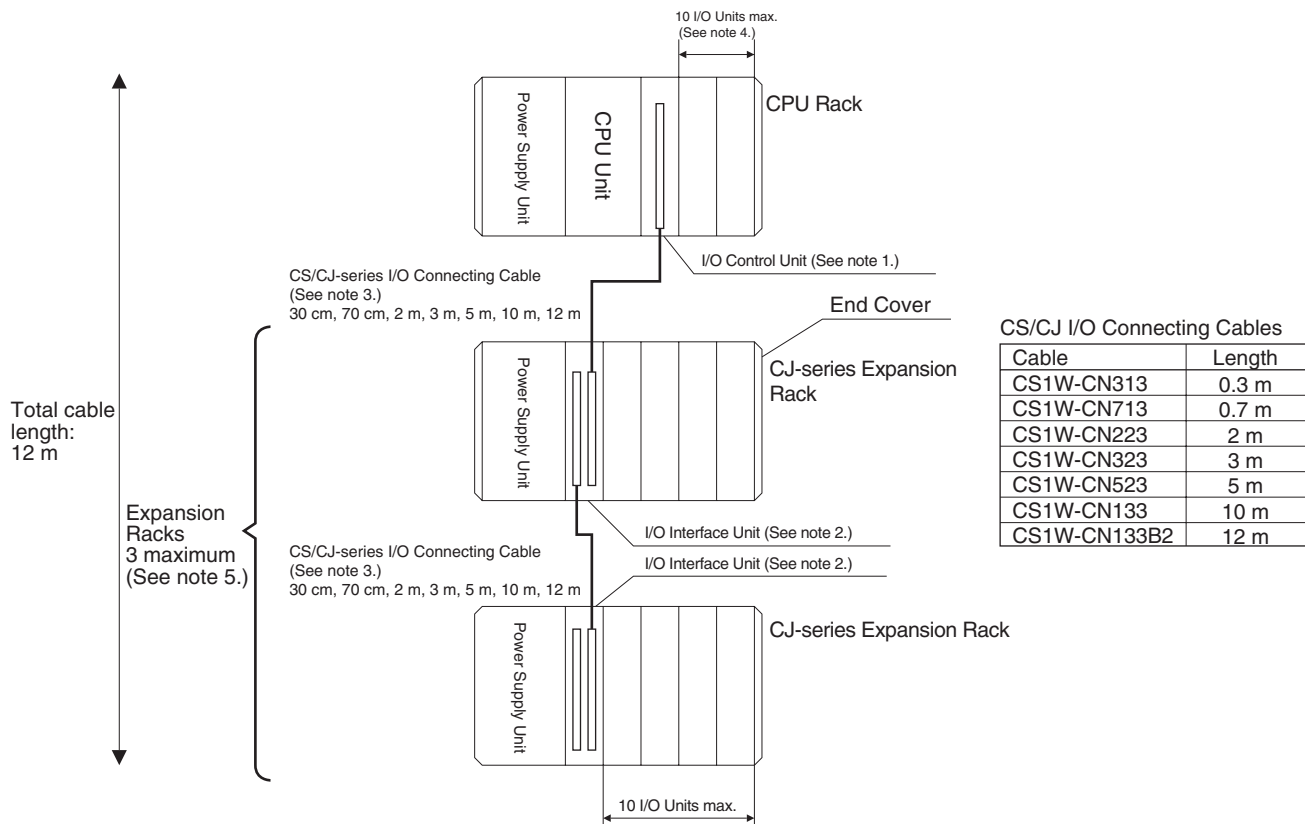 10 I/O Units max.
(See note 4.)
Power Supply Unit
CPU Unit
CPU Rack
I/O Control Unit (See note 1.)
CS/CJ-series I/O Connecting Cable
(See note 3.)
30 cm, 70 cm, 2 m, 3 m, 5 m, 10 m, 12 m
End Cover
Power Supply Unit
CJ-series Expansion
Rack
Total cable
length:
12 m
Expansion
Racks
3 maximum
(See note 5.)
I/O Interface Unit (See note 2.)
CS/CJ-series I/O Connecting Cable
(See note 3.)
30 cm, 70 cm, 2 m, 3 m, 5 m, 10 m, 12 m
I/O Interface Unit (See note 2.)
Power Supply Unit
CJ-series Expansion Rack
10 I/O Units max.
CS/CJ I/O Connecting Cables
Cable Length
CS1W-CN313 0.3 m
CS1W-CN713 0.7 m
CS1W-CN223 2 m
CS1W-CN323 3 m
CS1W-CN523 5 m
CS1W-CN133 10 m
CS1W-CN133B2 12 m